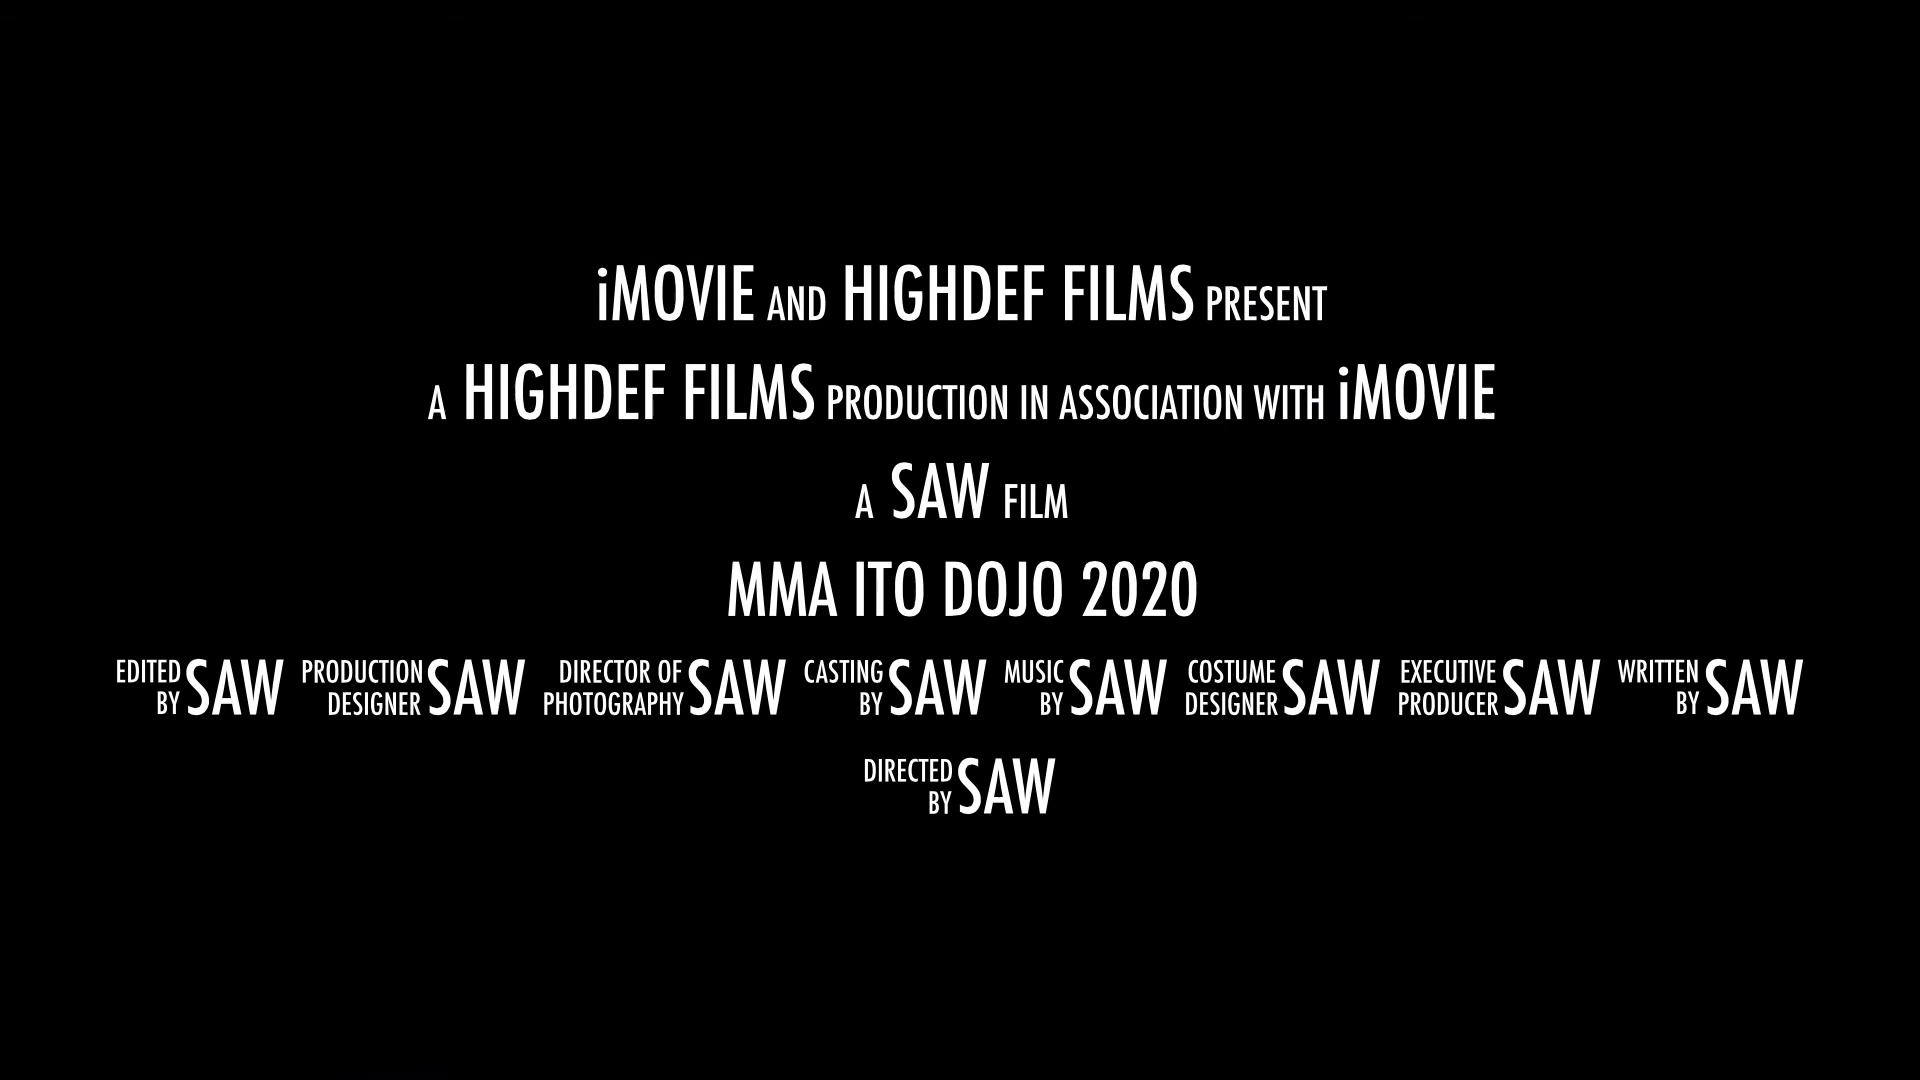 iMOVIE AND HIGHDEF FILMS PRESENT
A HIGHDEF FILMS PRODUCTION IN ASSOCIATION WITH iMOVIE
A SAW FILM
MMA ITO DOJO 2020
EDITED BY SAW PRODUCTION DESIGNER SAW DIRECTOR OF PHOTOGRAPHY SAW CASTING BY SAW MUSIC BY SAW COSTUME DESIGNER SAW EXECUTIVE PRODUCER SAW WRITTEN BY SAW
DIRECTED BY SAW